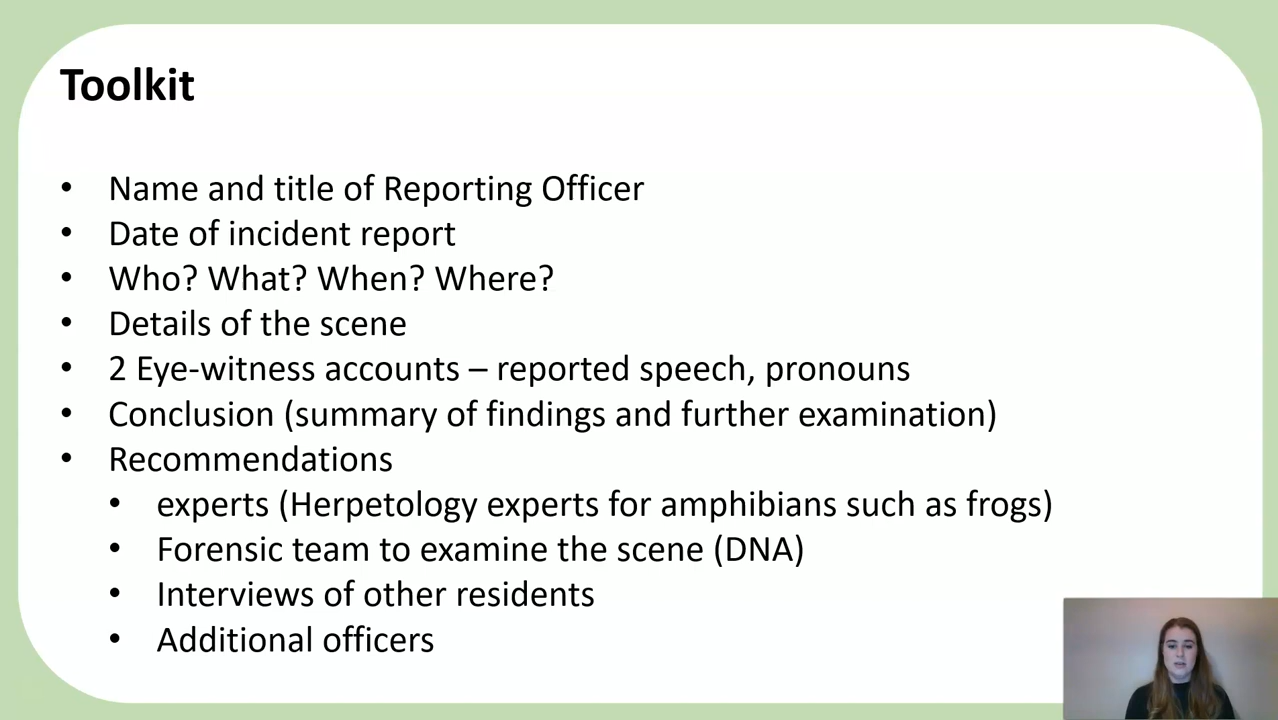 Toolkit
• Name and title of Reporting Officer
• Date of incident report
• Who? What? When? Where?
• Details of the scene
• 2 Eye-witness accounts – reported speech, pronouns
• Conclusion (summary of findings and further examination)
• Recommendations
• experts (Herpetology experts for amphibians such as frogs)
• Forensic team to examine the scene (DNA)
• Interviews of other residents
• Additional officers